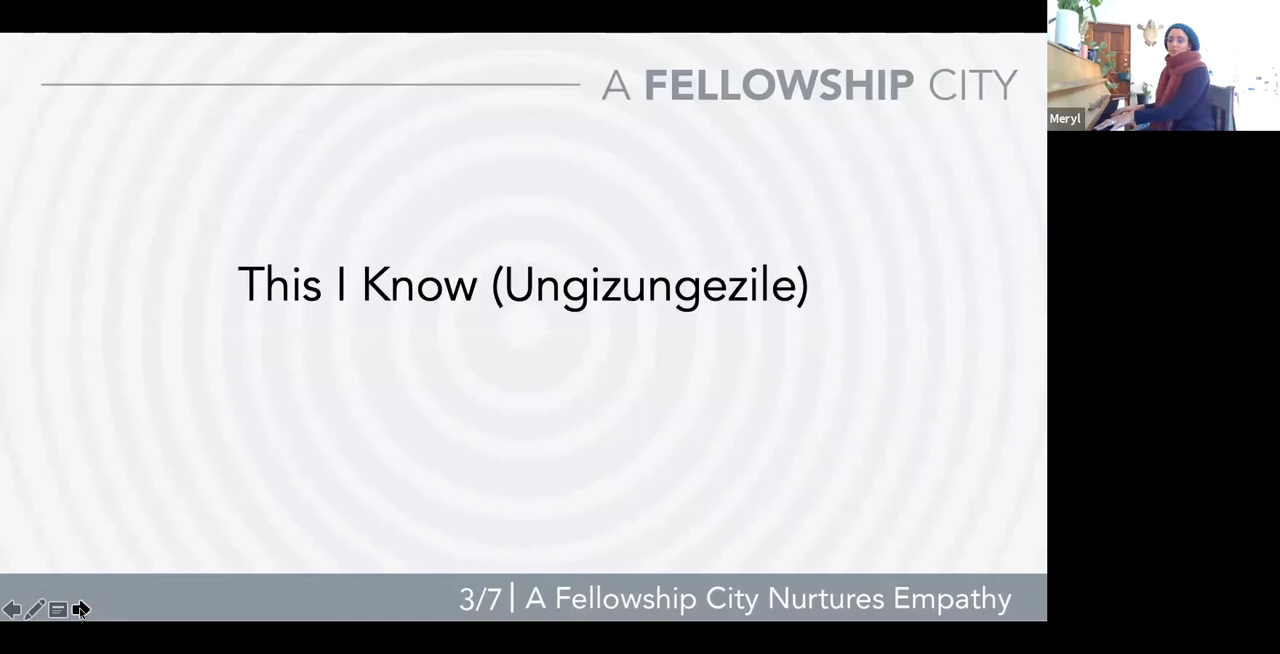 A FELLOWSHIP CITY
Meryl
This I Know (Ungizungezile)
3/7 | A Fellowship City Nurtures Empathy